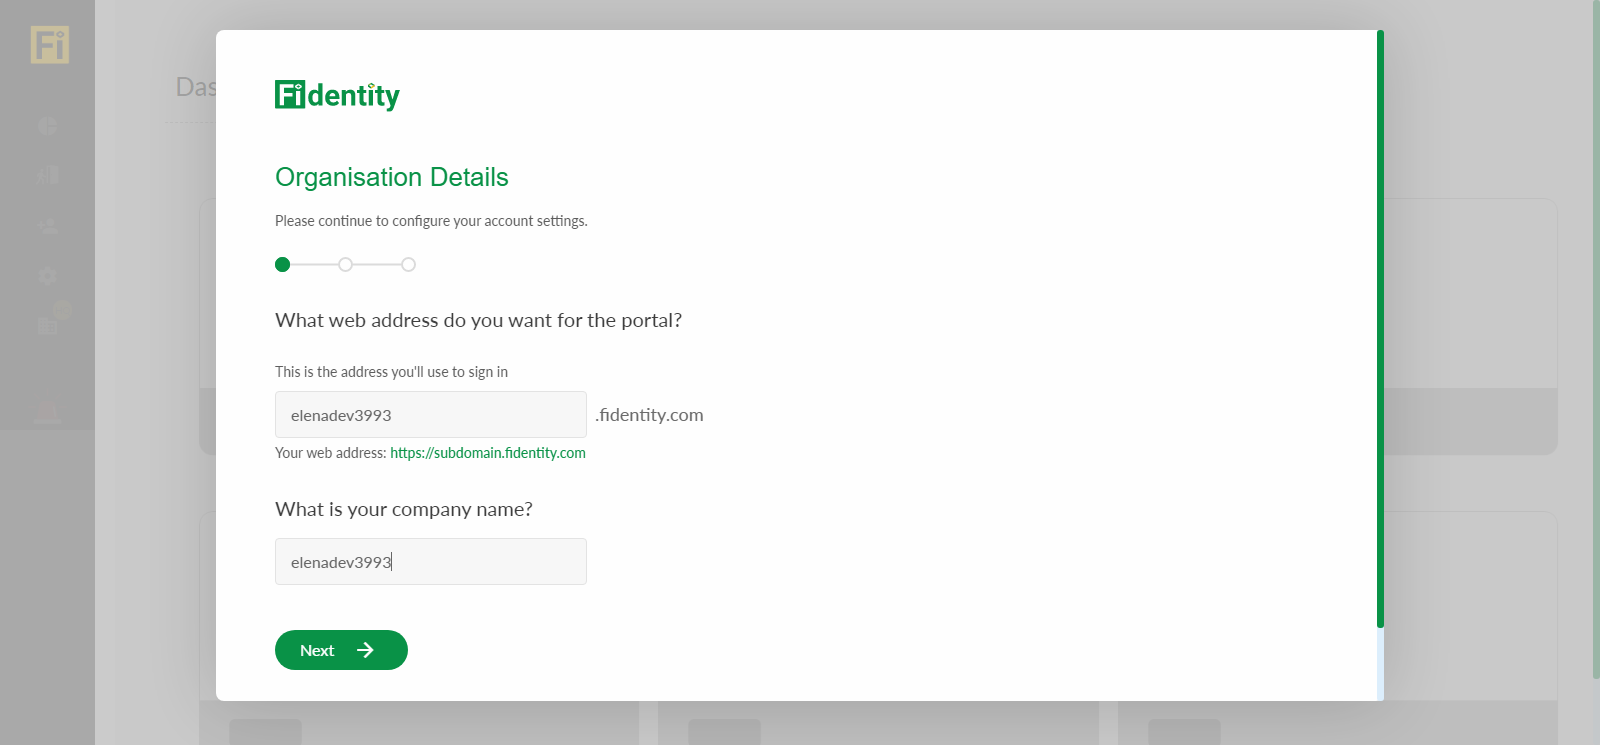 Fi
Das
Fidentity
Organisation Details
Please continue to configure your account settings.
What web address do you want for the portal?
This is the address you'll use to sign in
elenadev3993 .fidentity.com
Your web address: https://subdomain.fidentity.com
What is your company name?
elenadev3993
Next